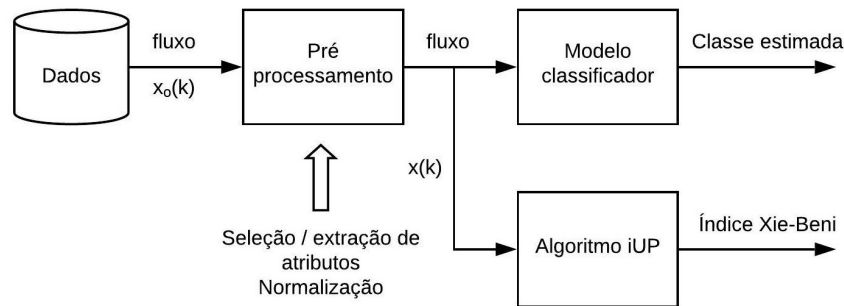 Dados
fluxo
xₒ(k)
Pré
processamento
fluxo
Modelo
classificador
Classe estimada
x(k)
Seleção / extração de
atributos
Normalização
Algoritmo iUP
Índice Xie-Beni